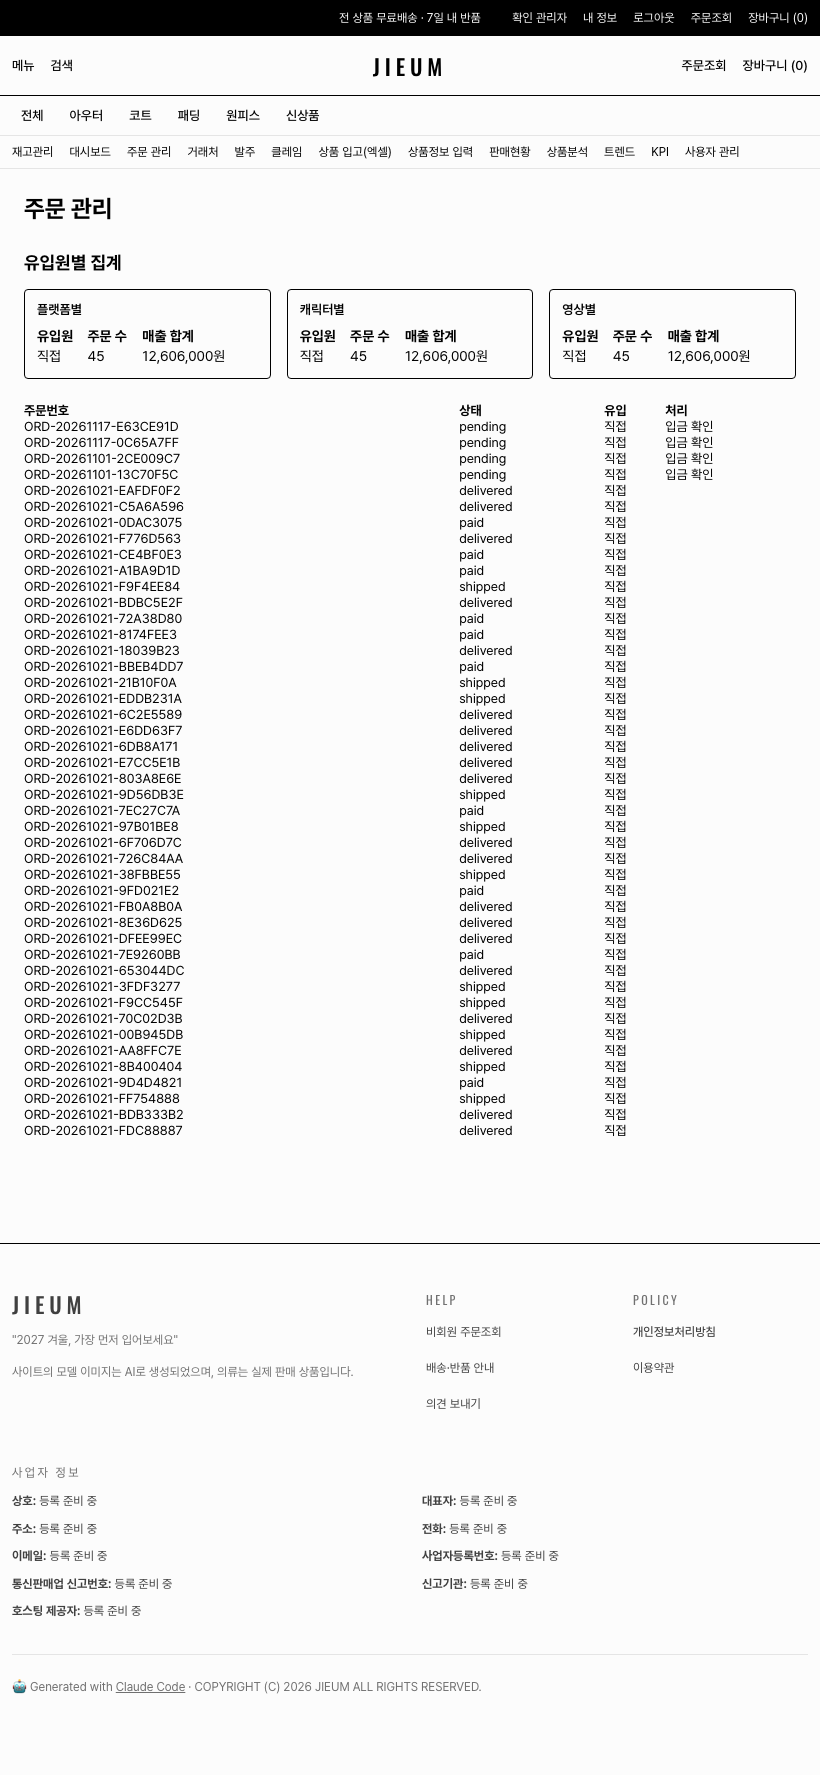 전 상품 무료배송 · 7일 내 반품 확인 관리자 내 정보 로그아웃 주문조회 장바구니 (0)
메뉴 검색 JIEUM 주문조회 장바구니 (0)
전체 아우터 코트 패딩 원피스 신상품
재고관리 대시보드 주문 관리 거래처 발주 클레임 상품 입고(엑셀) 상품정보 입력 판매현황 상품분석 트렌드 KPI 사용자 관리
주문 관리
유입원별 집계
플랫폼별
유입원 주문 수 매출 합계
직접 45 12,606,000원
캐릭터별
유입원 주문 수 매출 합계
직접 45 12,606,000원
영상별
유입원 주문 수 매출 합계
직접 45 12,606,000원
주문번호 상태 유입 처리
ORD-20261117-E63CE91D pending 직접 입금 확인
ORD-20261117-0C65A7FF pending 직접 입금 확인
ORD-20261101-2CE009C7 pending 직접 입금 확인
ORD-20261101-13C70F5C pending 직접 입금 확인
ORD-20261021-EAFDF0F2 delivered 직접
ORD-20261021-C5A6A596 delivered 직접
ORD-20261021-0DAC3075 paid 직접
ORD-20261021-F776D563 delivered 직접
ORD-20261021-CE4BF0E3 paid 직접
ORD-20261021-A1BA9D1D paid 직접
ORD-20261021-F9F4EE84 shipped 직접
ORD-20261021-BDBC5E2F delivered 직접
ORD-20261021-72A38D80 paid 직접
ORD-20261021-8174FEE3 paid 직접
ORD-20261021-18039B23 delivered 직접
ORD-20261021-BBEB4DD7 paid 직접
ORD-20261021-21B10F0A shipped 직접
ORD-20261021-EDDB231A shipped 직접
ORD-20261021-6C2E5589 delivered 직접
ORD-20261021-E6DD63F7 delivered 직접
ORD-20261021-6DB8A171 delivered 직접
ORD-20261021-E7CC5E1B delivered 직접
ORD-20261021-803A8E6E delivered 직접
ORD-20261021-9D56DB3E shipped 직접
ORD-20261021-7EC27C7A paid 직접
ORD-20261021-97B01BE8 shipped 직접
ORD-20261021-6F706D7C delivered 직접
ORD-20261021-726C84AA delivered 직접
ORD-20261021-38FBBE55 shipped 직접
ORD-20261021-9FD021E2 paid 직접
ORD-20261021-FB0A8B0A delivered 직접
ORD-20261021-8E36D625 delivered 직접
ORD-20261021-DFEE99EC delivered 직접
ORD-20261021-7E9260BB paid 직접
ORD-20261021-653044DC delivered 직접
ORD-20261021-3FDF3277 shipped 직접
ORD-20261021-F9CC545F shipped 직접
ORD-20261021-70C02D3B delivered 직접
ORD-20261021-00B945DB shipped 직접
ORD-20261021-AA8FFC7E delivered 직접
ORD-20261021-8B400404 shipped 직접
ORD-20261021-9D4D4821 paid 직접
ORD-20261021-FF754888 shipped 직접
ORD-20261021-BDB333B2 delivered 직접
ORD-20261021-FDC88887 delivered 직접
JIEUM
"2027 겨울, 가장 먼저 입어보세요"
사이트의 모델 이미지는 AI로 생성되었으며, 의류는 실제 판매 상품입니다.
HELP
비회원 주문조회
배송·반품 안내
의견 보내기
POLICY
개인정보처리방침
이용약관
사업자 정보
상호: 등록 준비 중 대표자: 등록 준비 중
주소: 등록 준비 중 전화: 등록 준비 중
이메일: 등록 준비 중 사업자등록번호: 등록 준비 중
통신판매업 신고번호: 등록 준비 중 신고기관: 등록 준비 중
호스팅 제공자: 등록 준비 중
🤖 Generated with Claude Code · COPYRIGHT (C) 2026 JIEUM ALL RIGHTS RESERVED.